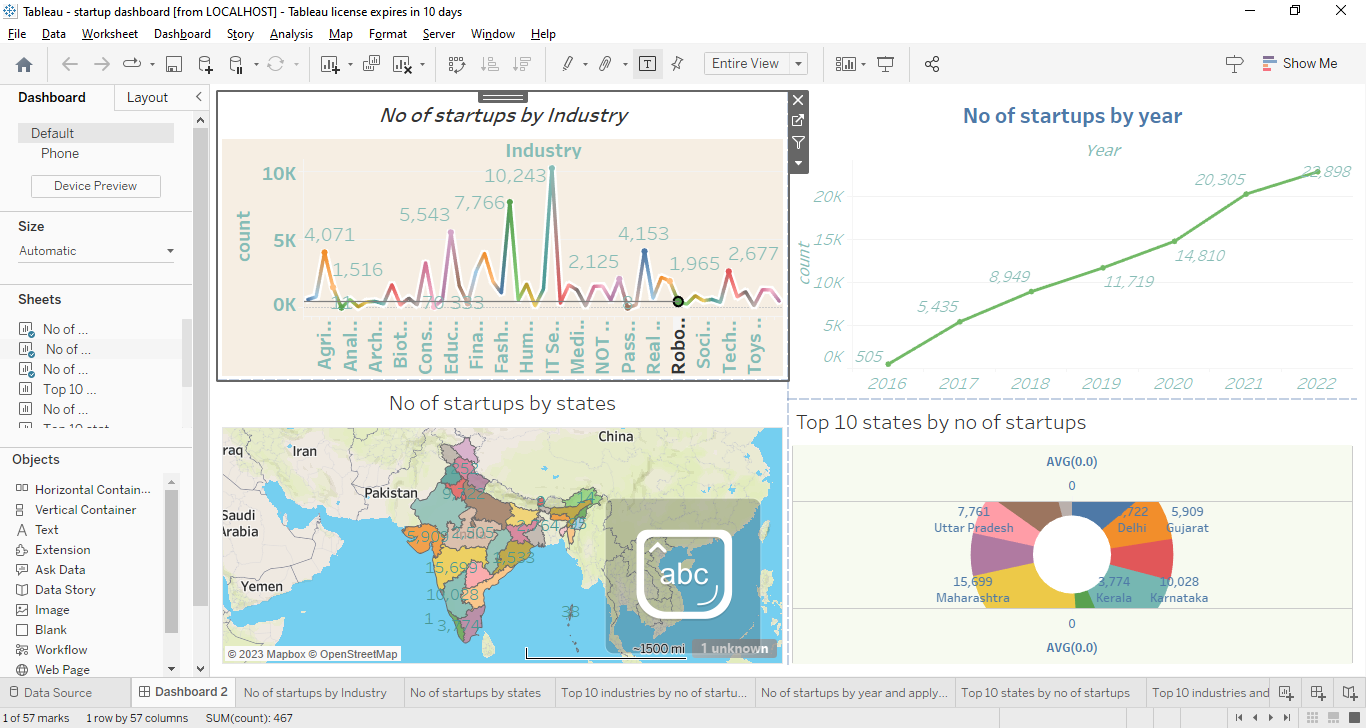 Tableau - startup dashboard [from LOCALHOST] - Tableau license expires in 10 days
File Data Worksheet Dashboard Story Analysis Map Format Server Window Help
Entire View
Show Me
Dashboard Layout
Default
Phone
Device Preview
Size
Automatic
Sheets
No of ...
No of ...
No of ...
Top 10 ...
No of ...
Top 10 stat
Objects
Horizontal Contain...
Vertical Container
Text
Extension
Ask Data
Data Story
Image
Blank
Workflow
Web Page
No of startups by Industry
Industry
count
10K
5K
0K
4,071
1,516
11
5,543
7,766
10,243
2,125
4,153
1,965
2,677
Agri..
Anal..
Arch..
Biot..
Cons..
Educ..
Fina..
Fash..
Hum..
IT Se..
Medi..
NOT ..
Pass..
Real ..
Robo..
Soci..
Tech..
Toys ..
No of startups by year
Year
count
20K
15K
10K
5K
0K
505
5,435
8,949
11,719
14,810
20,305
22,898
2016 2017 2018 2019 2020 2021 2022
No of startups by states
China
Iran
Pakistan
Saudi
Arabia
Yemen
15,699
10,028
abc
© 2023 Mapbox © OpenStreetMap
~1500 mi
1 unknown
Top 10 states by no of startups
AVG(0.0)
0
7,761
Uttar Pradesh
,722
Delhi
5,909
Gujarat
15,699
Maharashtra
3,774
Kerala
10,028
Karnataka
0
AVG(0.0)
Data Source Dashboard 2 No of startups by Industry No of startups by states Top 10 industries by no of startu... No of startups by year and apply... Top 10 states by no of startups Top 10 industries and
1 of 57 marks 1 row by 57 columns SUM(count): 467